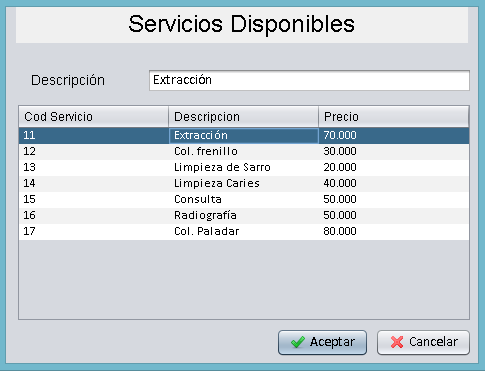 Servicios Disponibles
Descripción Extracción
Cod Servicio Descripcion Precio
11 Extracción 70.000
12 Col. frenillo 30.000
13 Limpieza de Sarro 20.000
14 Limpieza Caries 40.000
15 Consulta 50.000
16 Radiografía 50.000
17 Col. Paladar 80.000
Aceptar Cancelar